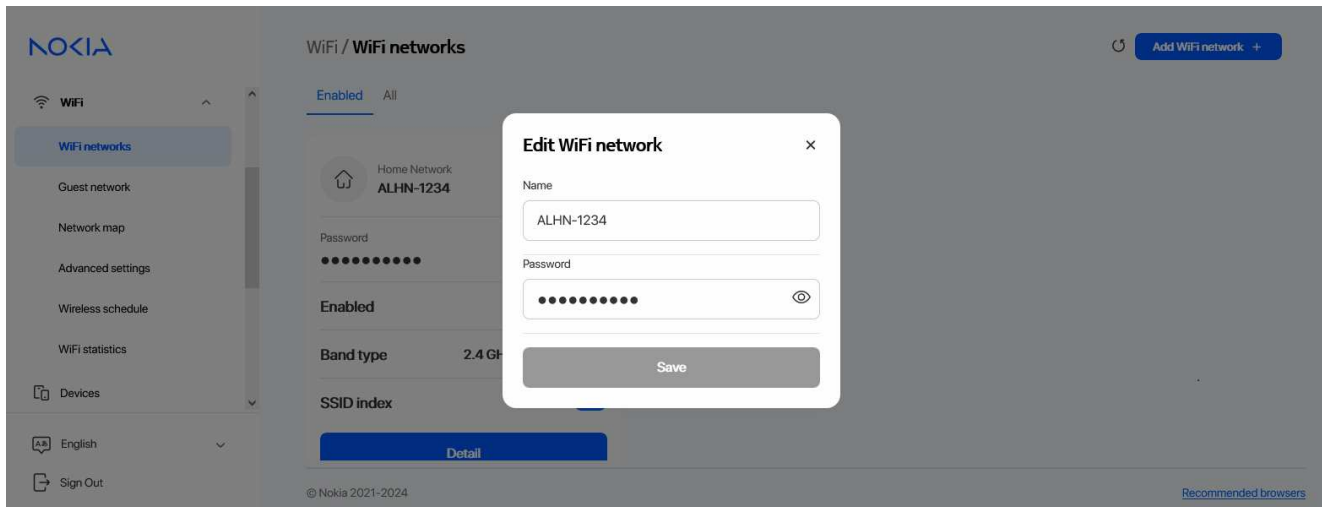 NOKIA
WiFi / WiFi networks
Add WiFi network +
WiFi
Enabled All
WiFi networks
Guest network
Network map
Advanced settings
Wireless schedule
WiFi statistics
Devices
English
Sign Out
Home Network
ALHN-1234
Password
●●●●●●●●●●
Enabled
Band type 2.4 GH
SSID index
Detail
Edit WiFi network
Name
ALHN-1234
Password
●●●●●●●●●●
Save
© Nokia 2021-2024
Recommended browsers